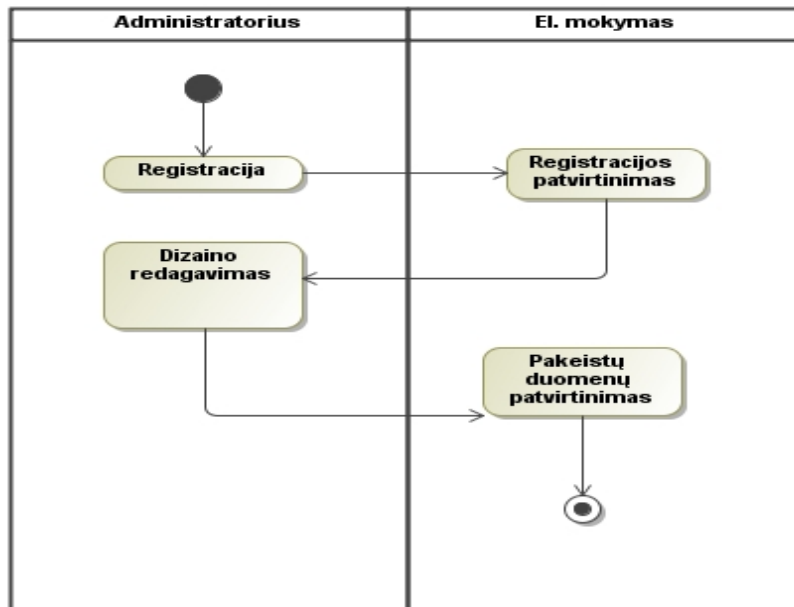 Administratorius
El. mokymas
Registracija
Registracijos
patvirtinimas
Dizaino
redagavimas
Pakeistų
duomenų
patvirtinimas